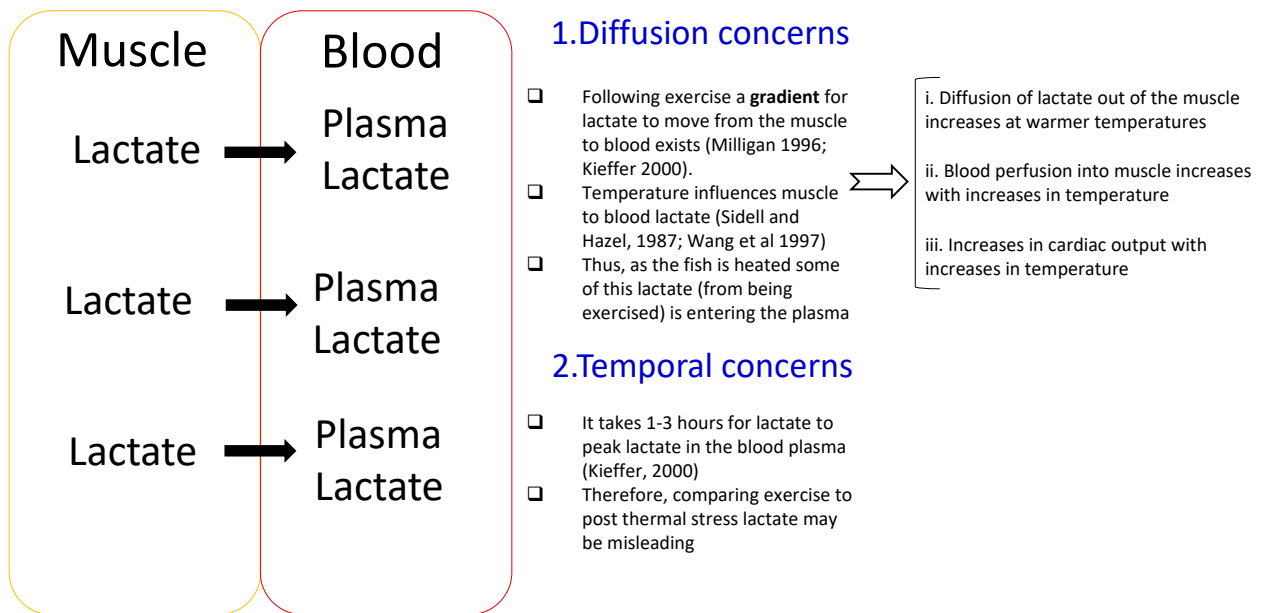 Muscle
Blood
Lactate
Plasma
Lactate
Lactate
Plasma
Lactate
Lactate
Plasma
Lactate
1.Diffusion concerns
Following exercise a gradient for
lactate to move from the muscle
to blood exists (Milligan 1996;
Kieffer 2000).
Temperature influences muscle
to blood lactate (Sidell and
Hazel, 1987; Wang et al 1997)
Thus, as the fish is heated some
of this lactate (from being
exercised) is entering the plasma
i. Diffusion of lactate out of the muscle
increases at warmer temperatures
ii. Blood perfusion into muscle increases
with increases in temperature
iii. Increases in cardiac output with
increases in temperature
2.Temporal concerns
It takes 1-3 hours for lactate to
peak lactate in the blood plasma
(Kieffer, 2000)
Therefore, comparing exercise to
post thermal stress lactate may
be misleading